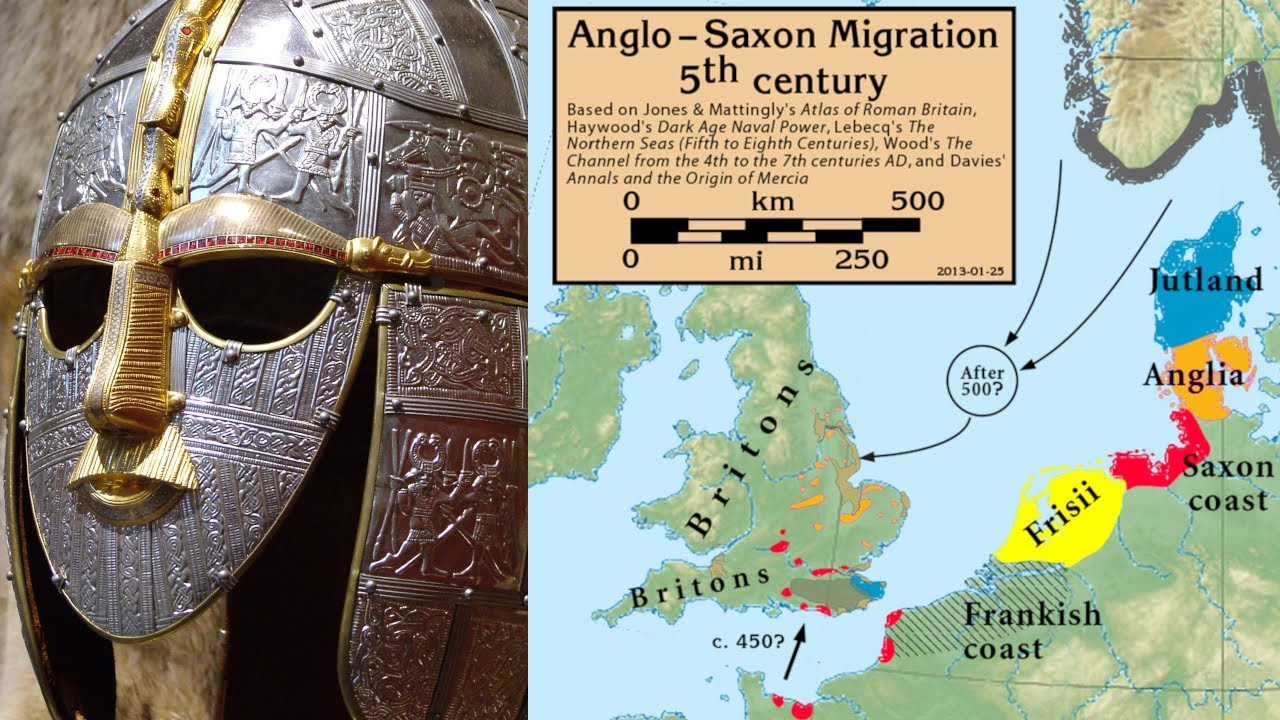 Anglo – Saxon Migration
5th century
Based on Jones & Mattingly's Atlas of Roman Britain,
Haywood's Dark Age Naval Power, Lebecq's The
Northern Seas (Fifth to Eighth Centuries), Wood's The
Channel from the 4th to the 7th centuries AD, and Davies'
Annals and the Origin of Mercia
0 km 500
0 mi 250
2013-01-25
Jutland
After
500?
Anglia
Britons
Saxon
coast
Frisii
Britons
Frankish
coast
c. 450?